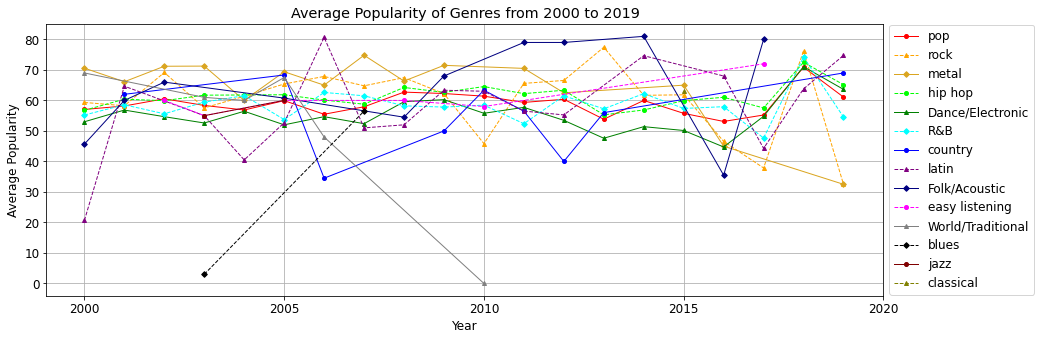 Average Popularity of Genres from 2000 to 2019
80
70
60
50
40
30
20
10
0
Average Popularity
2000 2005 2010 2015 2020
Year
pop
rock
metal
hip hop
Dance/Electronic
R&B
country
latin
Folk/Acoustic
easy listening
World/Traditional
blues
jazz
classical